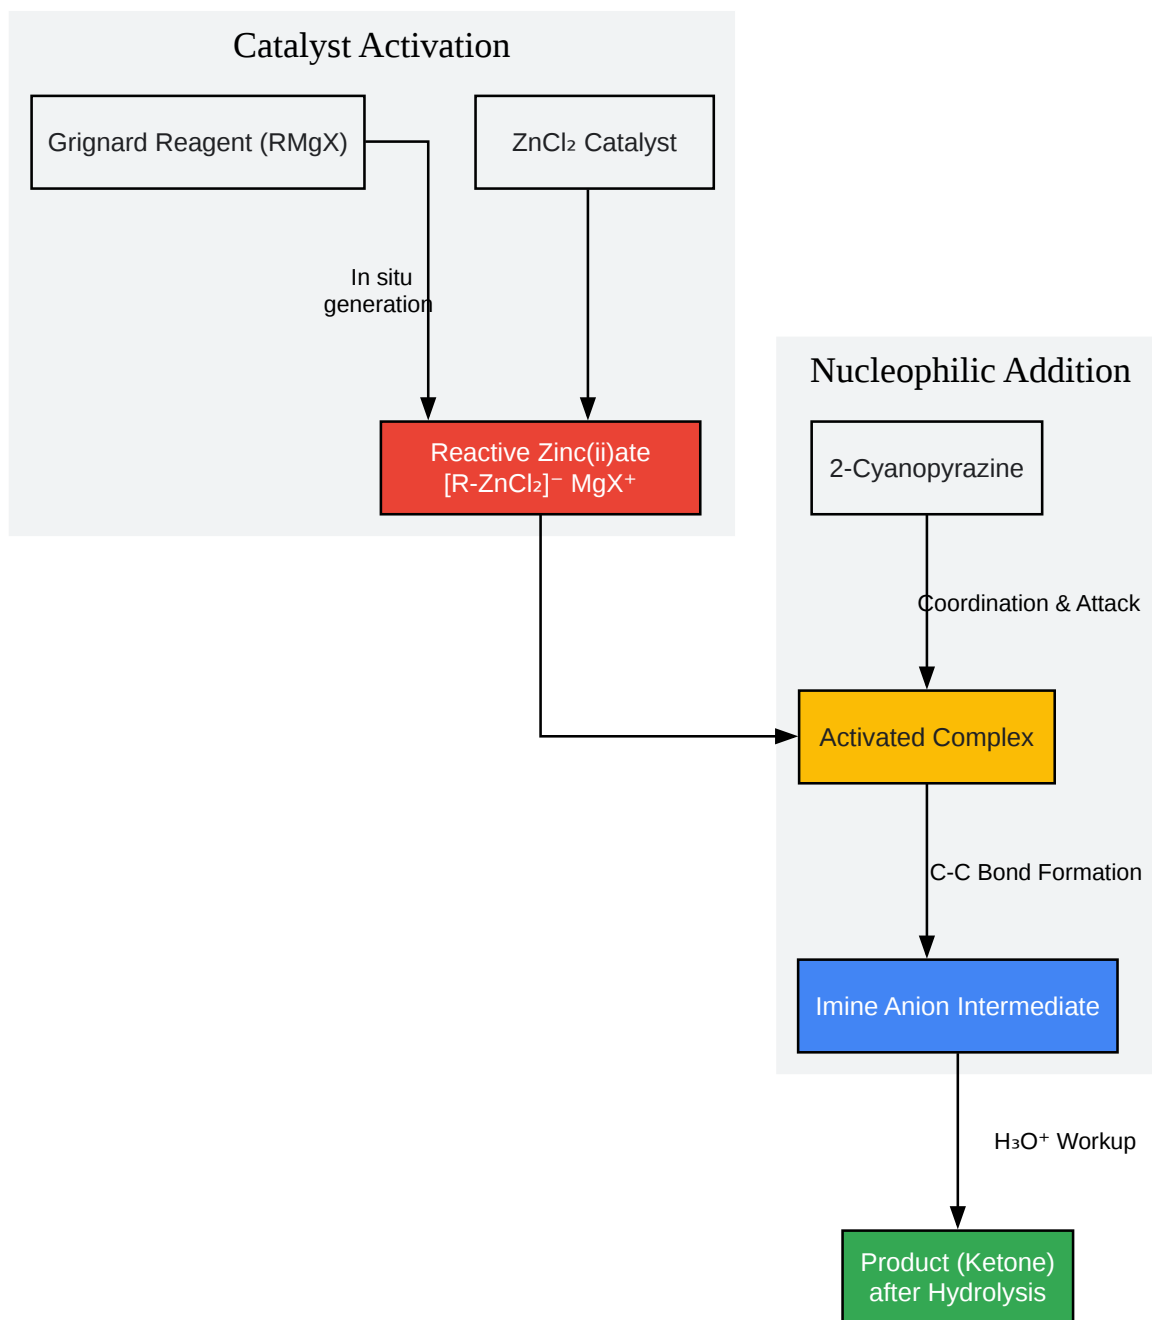 Catalyst Activation
Grignard Reagent (RMgX)
ZnCl₂ Catalyst
In situ
generation
Reactive Zinc(ii)ate
[R-ZnCl₂]⁻ MgX⁺
Nucleophilic Addition
2-Cyanopyrazine
Coordination & Attack
Activated Complex
C-C Bond Formation
Imine Anion Intermediate
H₃O⁺ Workup
Product (Ketone)
after Hydrolysis